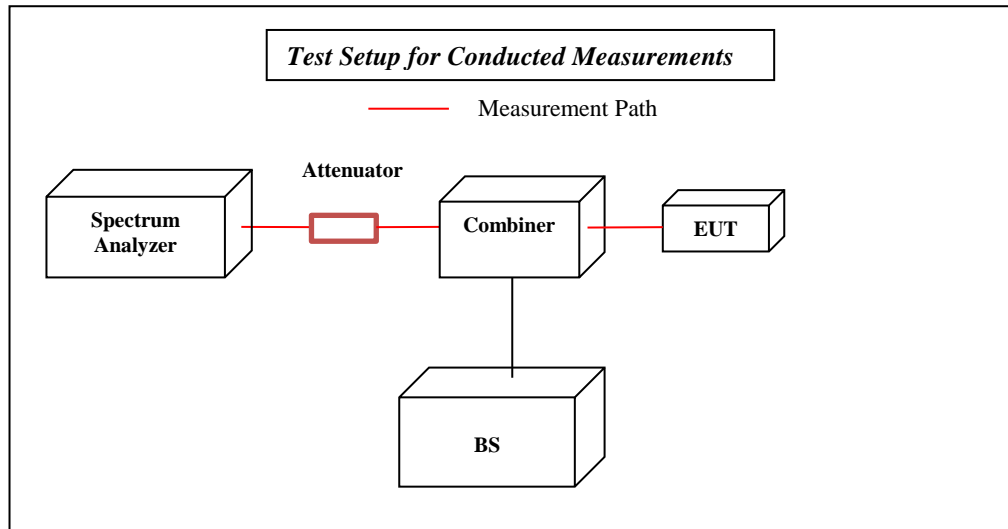 Test Setup for Conducted Measurements
Measurement Path
Attenuator
Spectrum
Analyzer
Combiner
EUT
BS